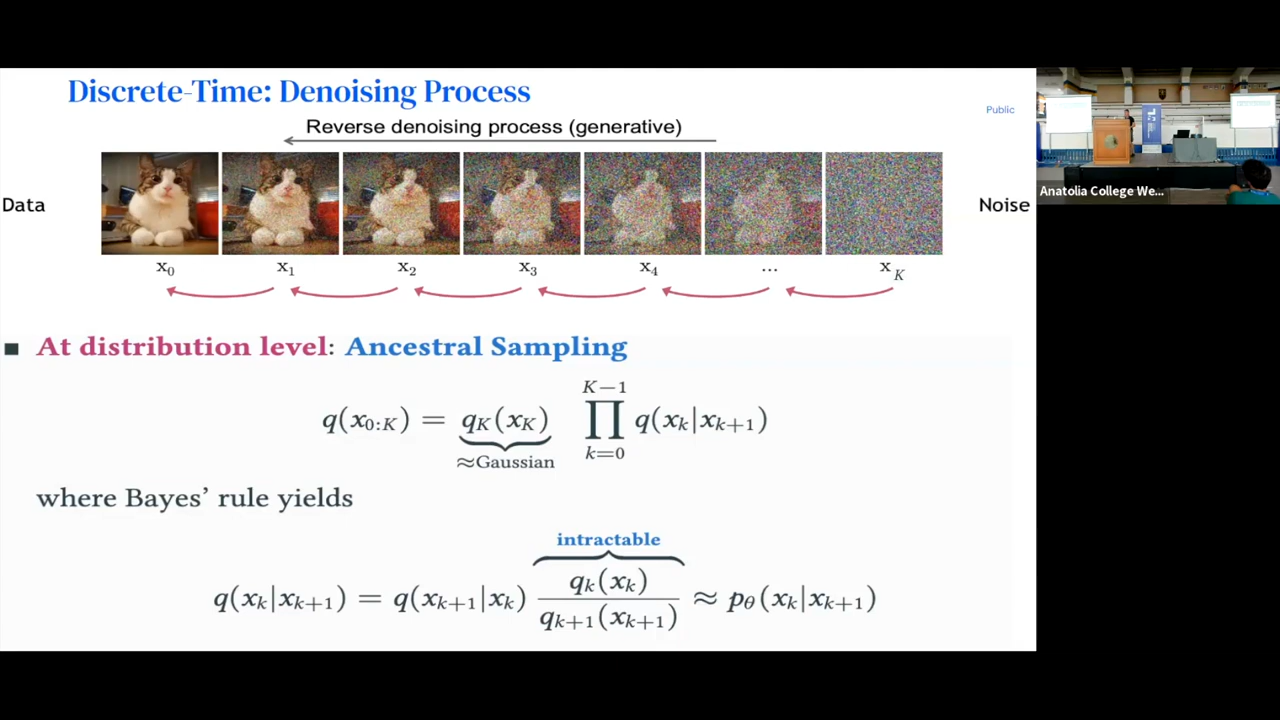 Discrete-Time: Denoising Process
Public
Reverse denoising process (generative)
Data
Noise
x₀ x₁ x₂ x₃ x₄ ... x_K
■ At distribution level: Ancestral Sampling
q(x_{0:K}) = q_K(x_K) ∏_{k=0}^{K−1} q(x_k|x_{k+1})
≈Gaussian
where Bayes' rule yields
intractable
q(x_k|x_{k+1}) = q(x_{k+1}|x_k) q_k(x_k) / q_{k+1}(x_{k+1}) ≈ p_θ(x_k|x_{k+1})
Anatolia College We...